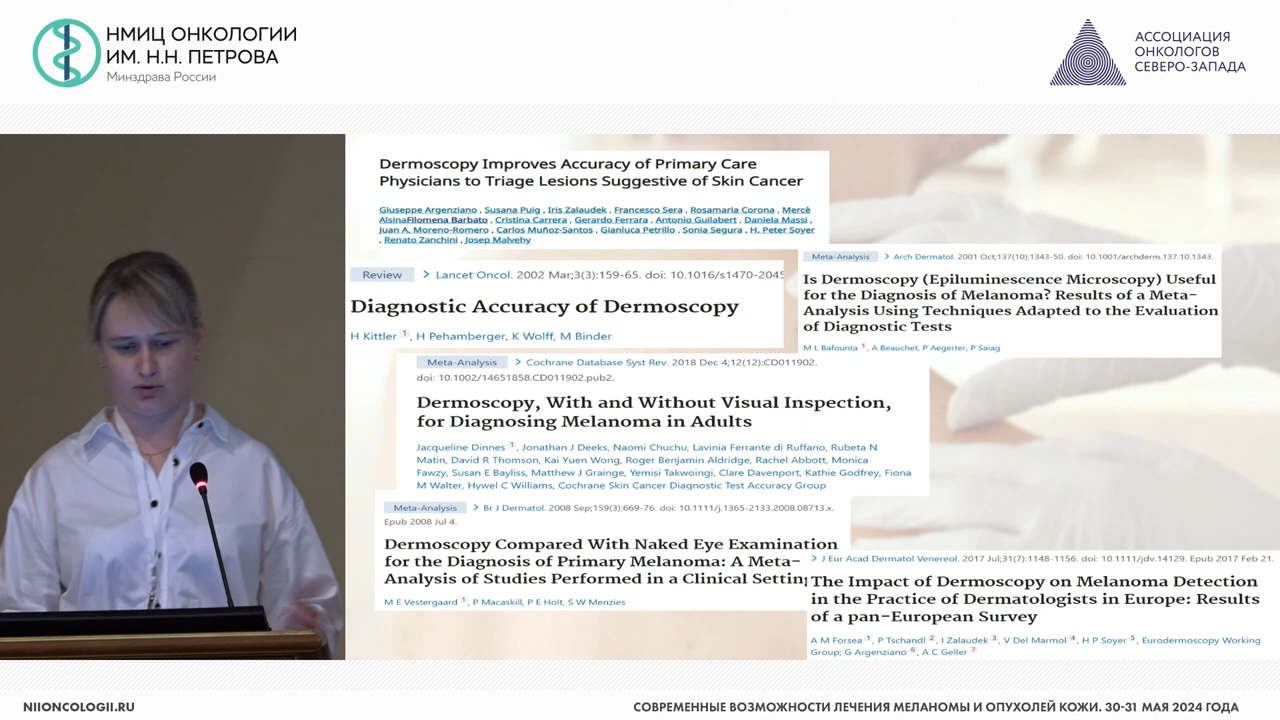 НМИЦ ОНКОЛОГИИ
ИМ. Н.Н. ПЕТРОВА
Минздрава России
АССОЦИАЦИЯ
ОНКОЛОГОВ
СЕВЕРО-ЗАПАДА
Dermoscopy Improves Accuracy of Primary Care
Physicians to Triage Lesions Suggestive of Skin Cancer
Giuseppe Argenziano , Susana Puig , Iris Zalaudek , Francesco Sera , Rosamaria Corona , Mercè
AlsinaFilomena Barbato , Cristina Carrera , Gerardo Ferrara , Antonio Guilabert , Daniela Massi ,
Juan A. Moreno-Romero , Carlos Muñoz-Santos , Gianluca Petrillo , Sonia Segura , H. Peter Soyer
, Renato Zanchini , Josep Malvehy
Review > Lancet Oncol. 2002 Mar;3(3):159-65. doi: 10.1016/s1470-2045
Diagnostic Accuracy of Dermoscopy
H Kittler 1, H Pehamberger, K Wolff, M Binder
Meta-Analysis > Arch Dermatol. 2001 Oct;137(10):1343-50. doi: 10.1001/archderm.137.10.1343.
Is Dermoscopy (Epiluminescence Microscopy) Useful
for the Diagnosis of Melanoma? Results of a Meta-
Analysis Using Techniques Adapted to the Evaluation
of Diagnostic Tests
M L Bafounta 1, A Beauchet, P Aegerter, P Saiag
Meta-Analysis > Cochrane Database Syst Rev. 2018 Dec 4;12(12):CD011902.
doi: 10.1002/14651858.CD011902.pub2.
Dermoscopy, With and Without Visual Inspection,
for Diagnosing Melanoma in Adults
Jacqueline Dinnes 1, Jonathan J Deeks, Naomi Chuchu, Lavinia Ferrante di Ruffano, Rubeta N
Matin, David R Thomson, Kai Yuen Wong, Roger Benjamin Aldridge, Rachel Abbott, Monica
Fawzy, Susan E Bayliss, Matthew J Grainge, Yemisi Takwoingi, Clare Davenport, Kathie Godfrey, Fiona
M Walter, Hywel C Williams, Cochrane Skin Cancer Diagnostic Test Accuracy Group
Meta-Analysis > Br J Dermatol. 2008 Sep;159(3):669-76. doi: 10.1111/j.1365-2133.2008.08713.x.
Epub 2008 Jul 4.
Dermoscopy Compared With Naked Eye Examination
for the Diagnosis of Primary Melanoma: A Meta-
Analysis of Studies Performed in a Clinical Setting
M E Vestergaard 1, P Macaskill, P E Holt, S W Menzies
> J Eur Acad Dermatol Venereol. 2017 Jul;31(7):1148-1156. doi: 10.1111/jdv.14129. Epub 2017 Feb 21.
The Impact of Dermoscopy on Melanoma Detection
in the Practice of Dermatologists in Europe: Results
of a pan-European Survey
A M Forsea 1, P Tschandl 2, I Zalaudek 3, V Del Marmol 4, H P Soyer 5, Eurodermoscopy Working
Group; G Argenziano 6, A C Geller 7
NIIONCOLOGII.RU
СОВРЕМЕННЫЕ ВОЗМОЖНОСТИ ЛЕЧЕНИЯ МЕЛАНОМЫ И ОПУХОЛЕЙ КОЖИ. 30-31 МАЯ 2024 ГОДА